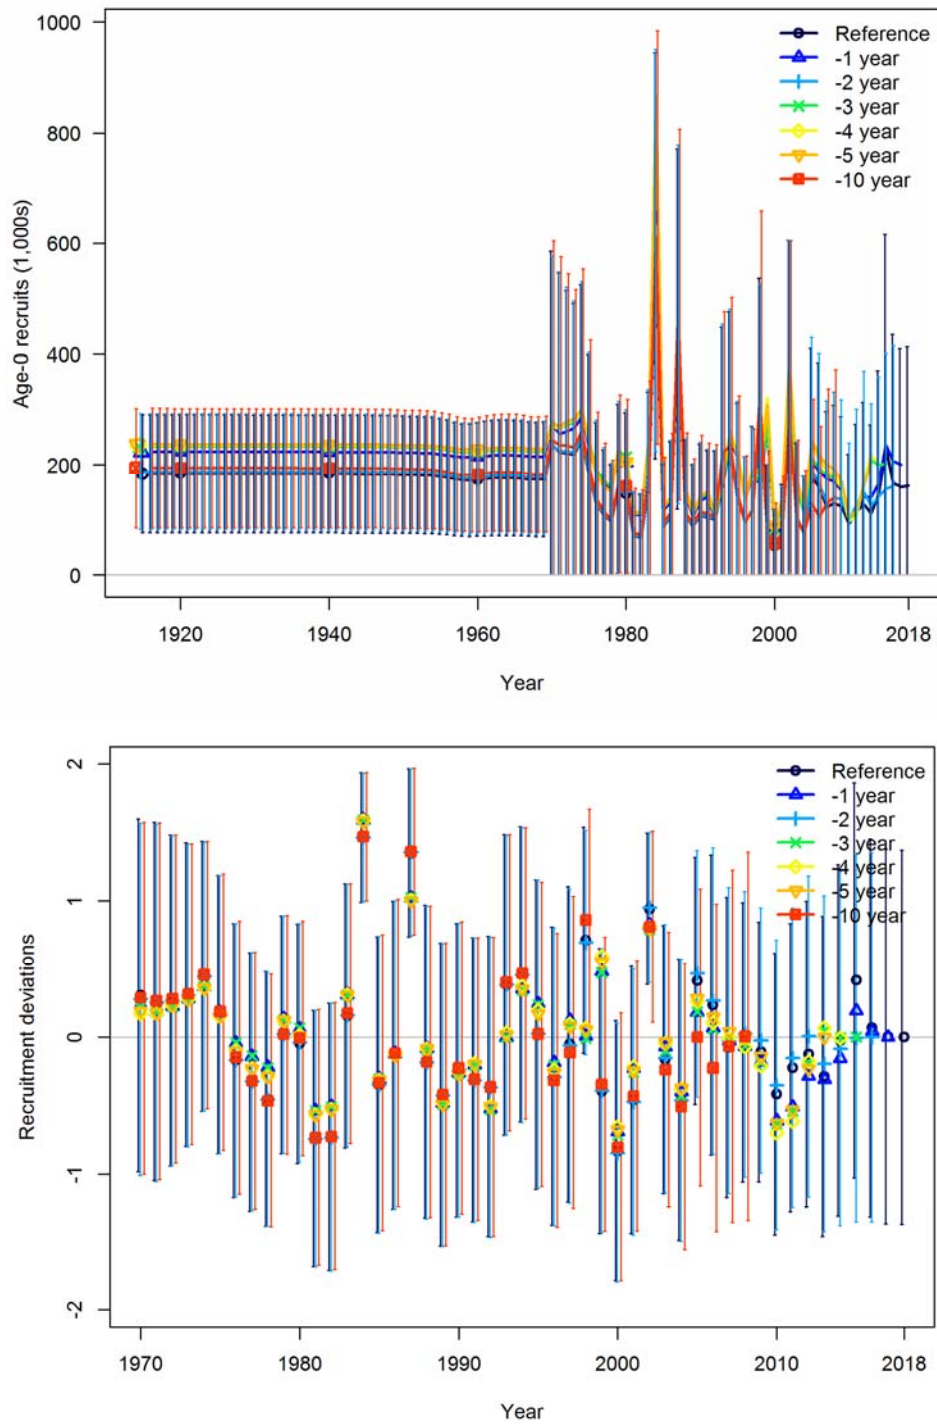 1000
800
600
400
200
0
Age-0 recruits (1,000s)
Reference
-1 year
-2 year
-3 year
-4 year
-5 year
-10 year
1920 1940 1960 1980 2000 2018
Year
2
1
0
-1
-2
Recruitment deviations
Reference
-1 year
-2 year
-3 year
-4 year
-5 year
-10 year
1970 1980 1990 2000 2010 2018
Year